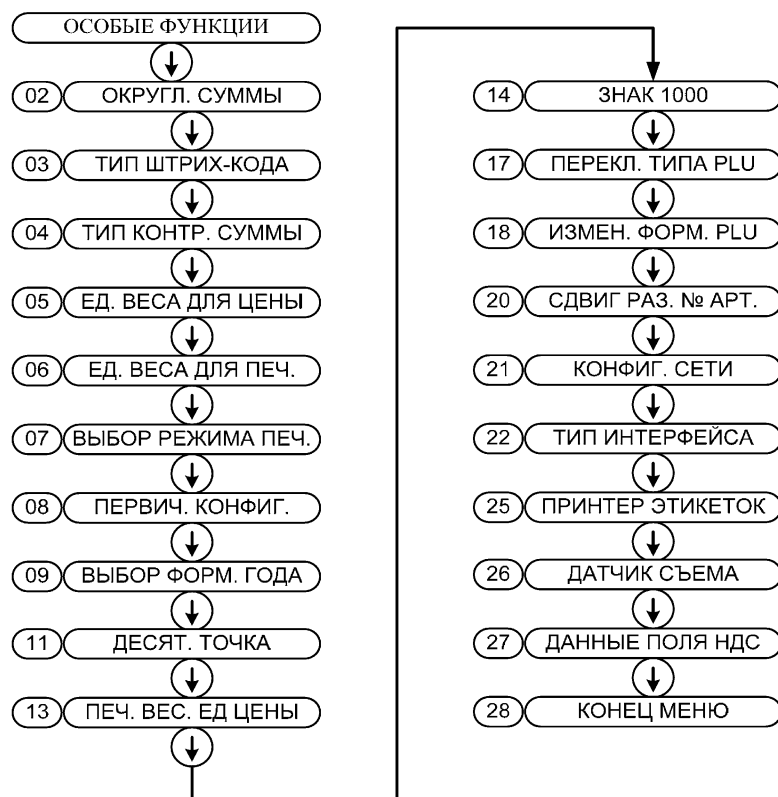 ОСОБЫЕ ФУНКЦИИ
02 ОКРУГЛ. СУММЫ
03 ТИП ШТРИХ-КОДА
04 ТИП КОНТР. СУММЫ
05 ЕД. ВЕСА ДЛЯ ЦЕНЫ
06 ЕД. ВЕСА ДЛЯ ПЕЧ.
07 ВЫБОР РЕЖИМА ПЕЧ.
08 ПЕРВИЧ. КОНФИГ.
09 ВЫБОР ФОРМ. ГОДА
11 ДЕСЯТ. ТОЧКА
13 ПЕЧ. ВЕС. ЕД ЦЕНЫ
14 ЗНАК 1000
17 ПЕРЕКЛ. ТИПА PLU
18 ИЗМЕН. ФОРМ. PLU
20 СДВИГ РАЗ. № АРТ.
21 КОНФИГ. СЕТИ
22 ТИП ИНТЕРФЕЙСА
25 ПРИНТЕР ЭТИКЕТОК
26 ДАТЧИК СЪЕМА
27 ДАННЫЕ ПОЛЯ НДС
28 КОНЕЦ МЕНЮ